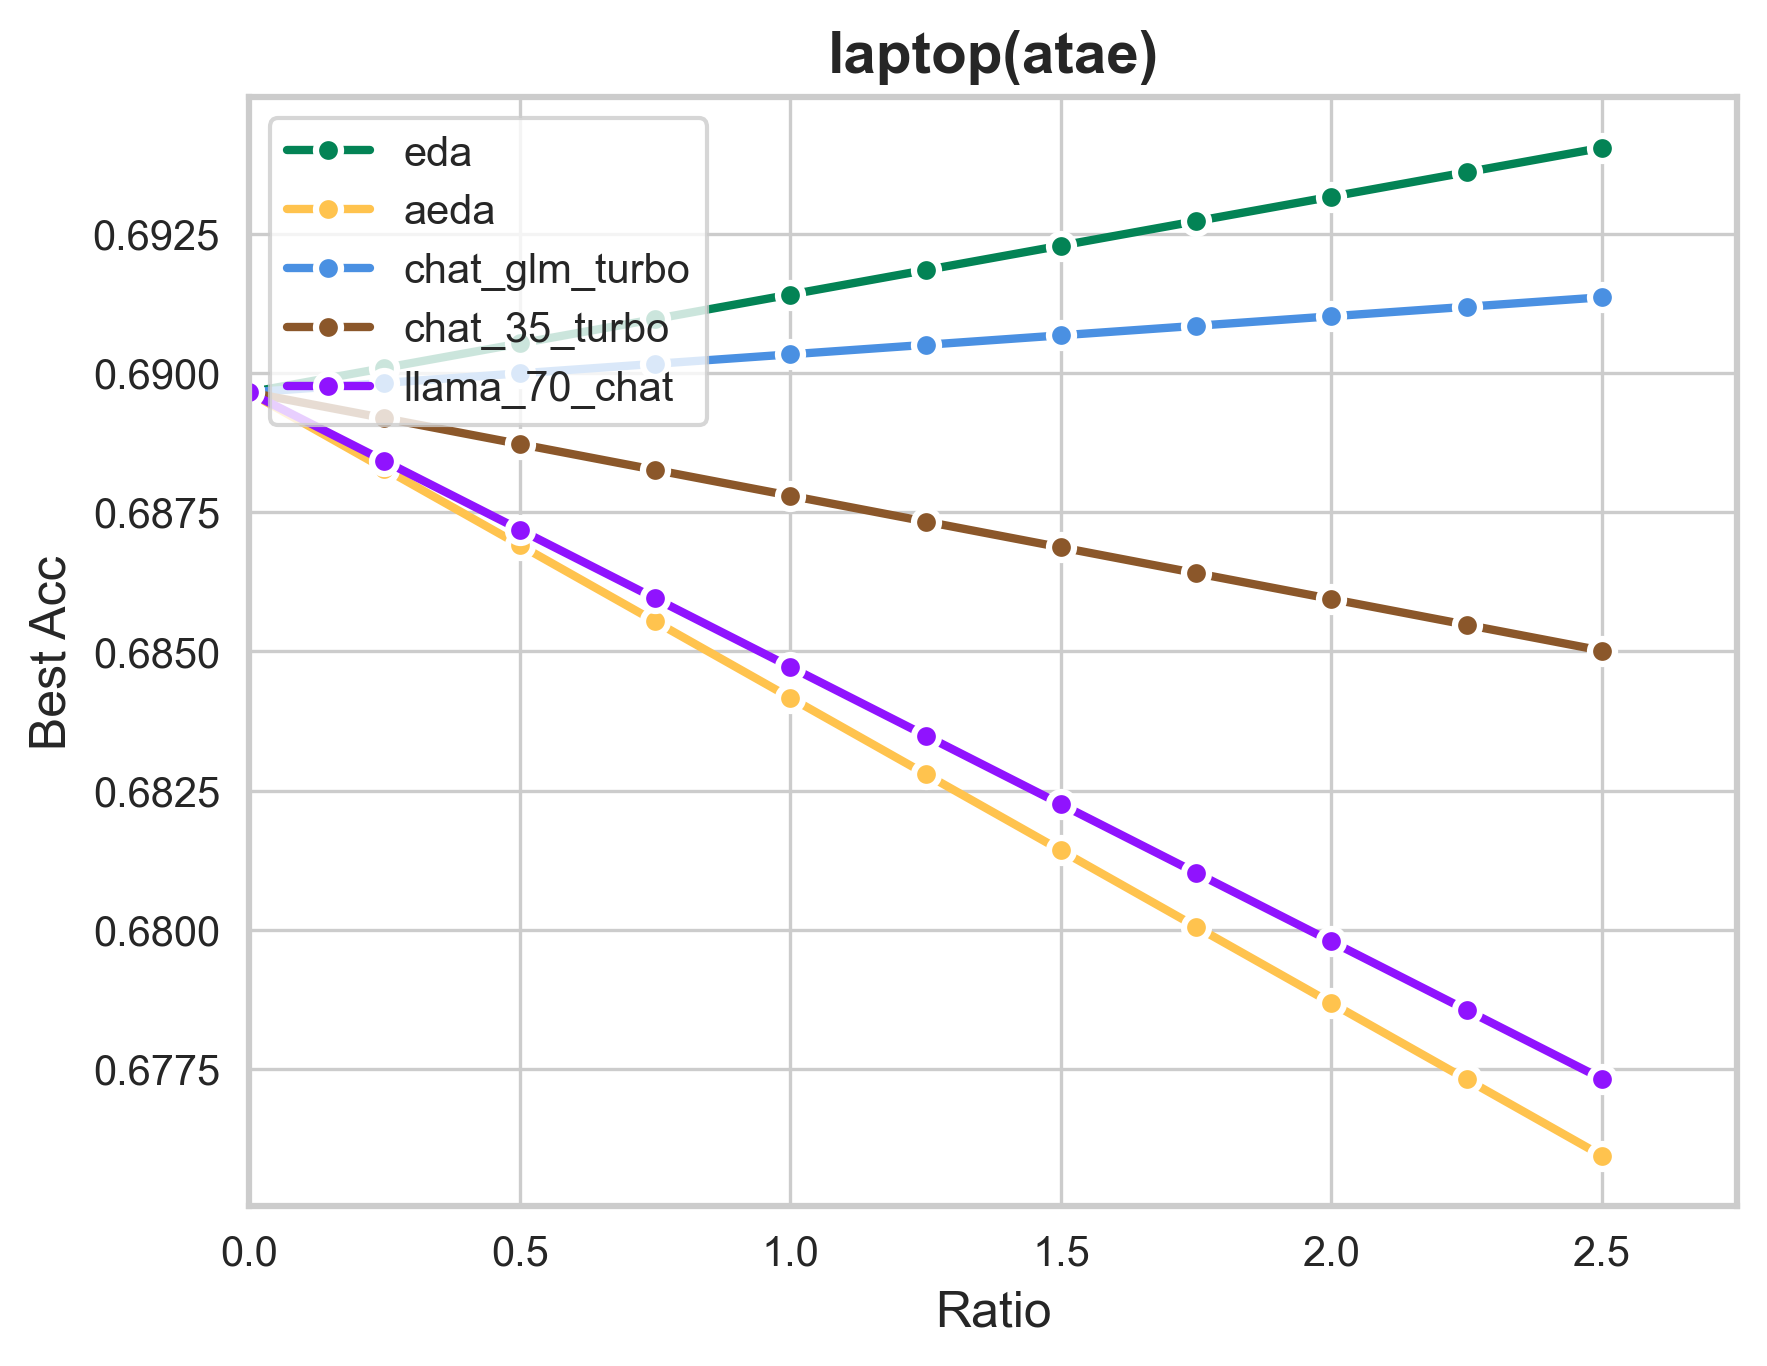 laptop(atae)
eda
aeda
chat_glm_turbo
chat_35_turbo
llama_70_chat
0.6925
0.6900
0.6875
0.6850
0.6825
0.6800
0.6775
Best Acc
0.0 0.5 1.0 1.5 2.0 2.5
Ratio